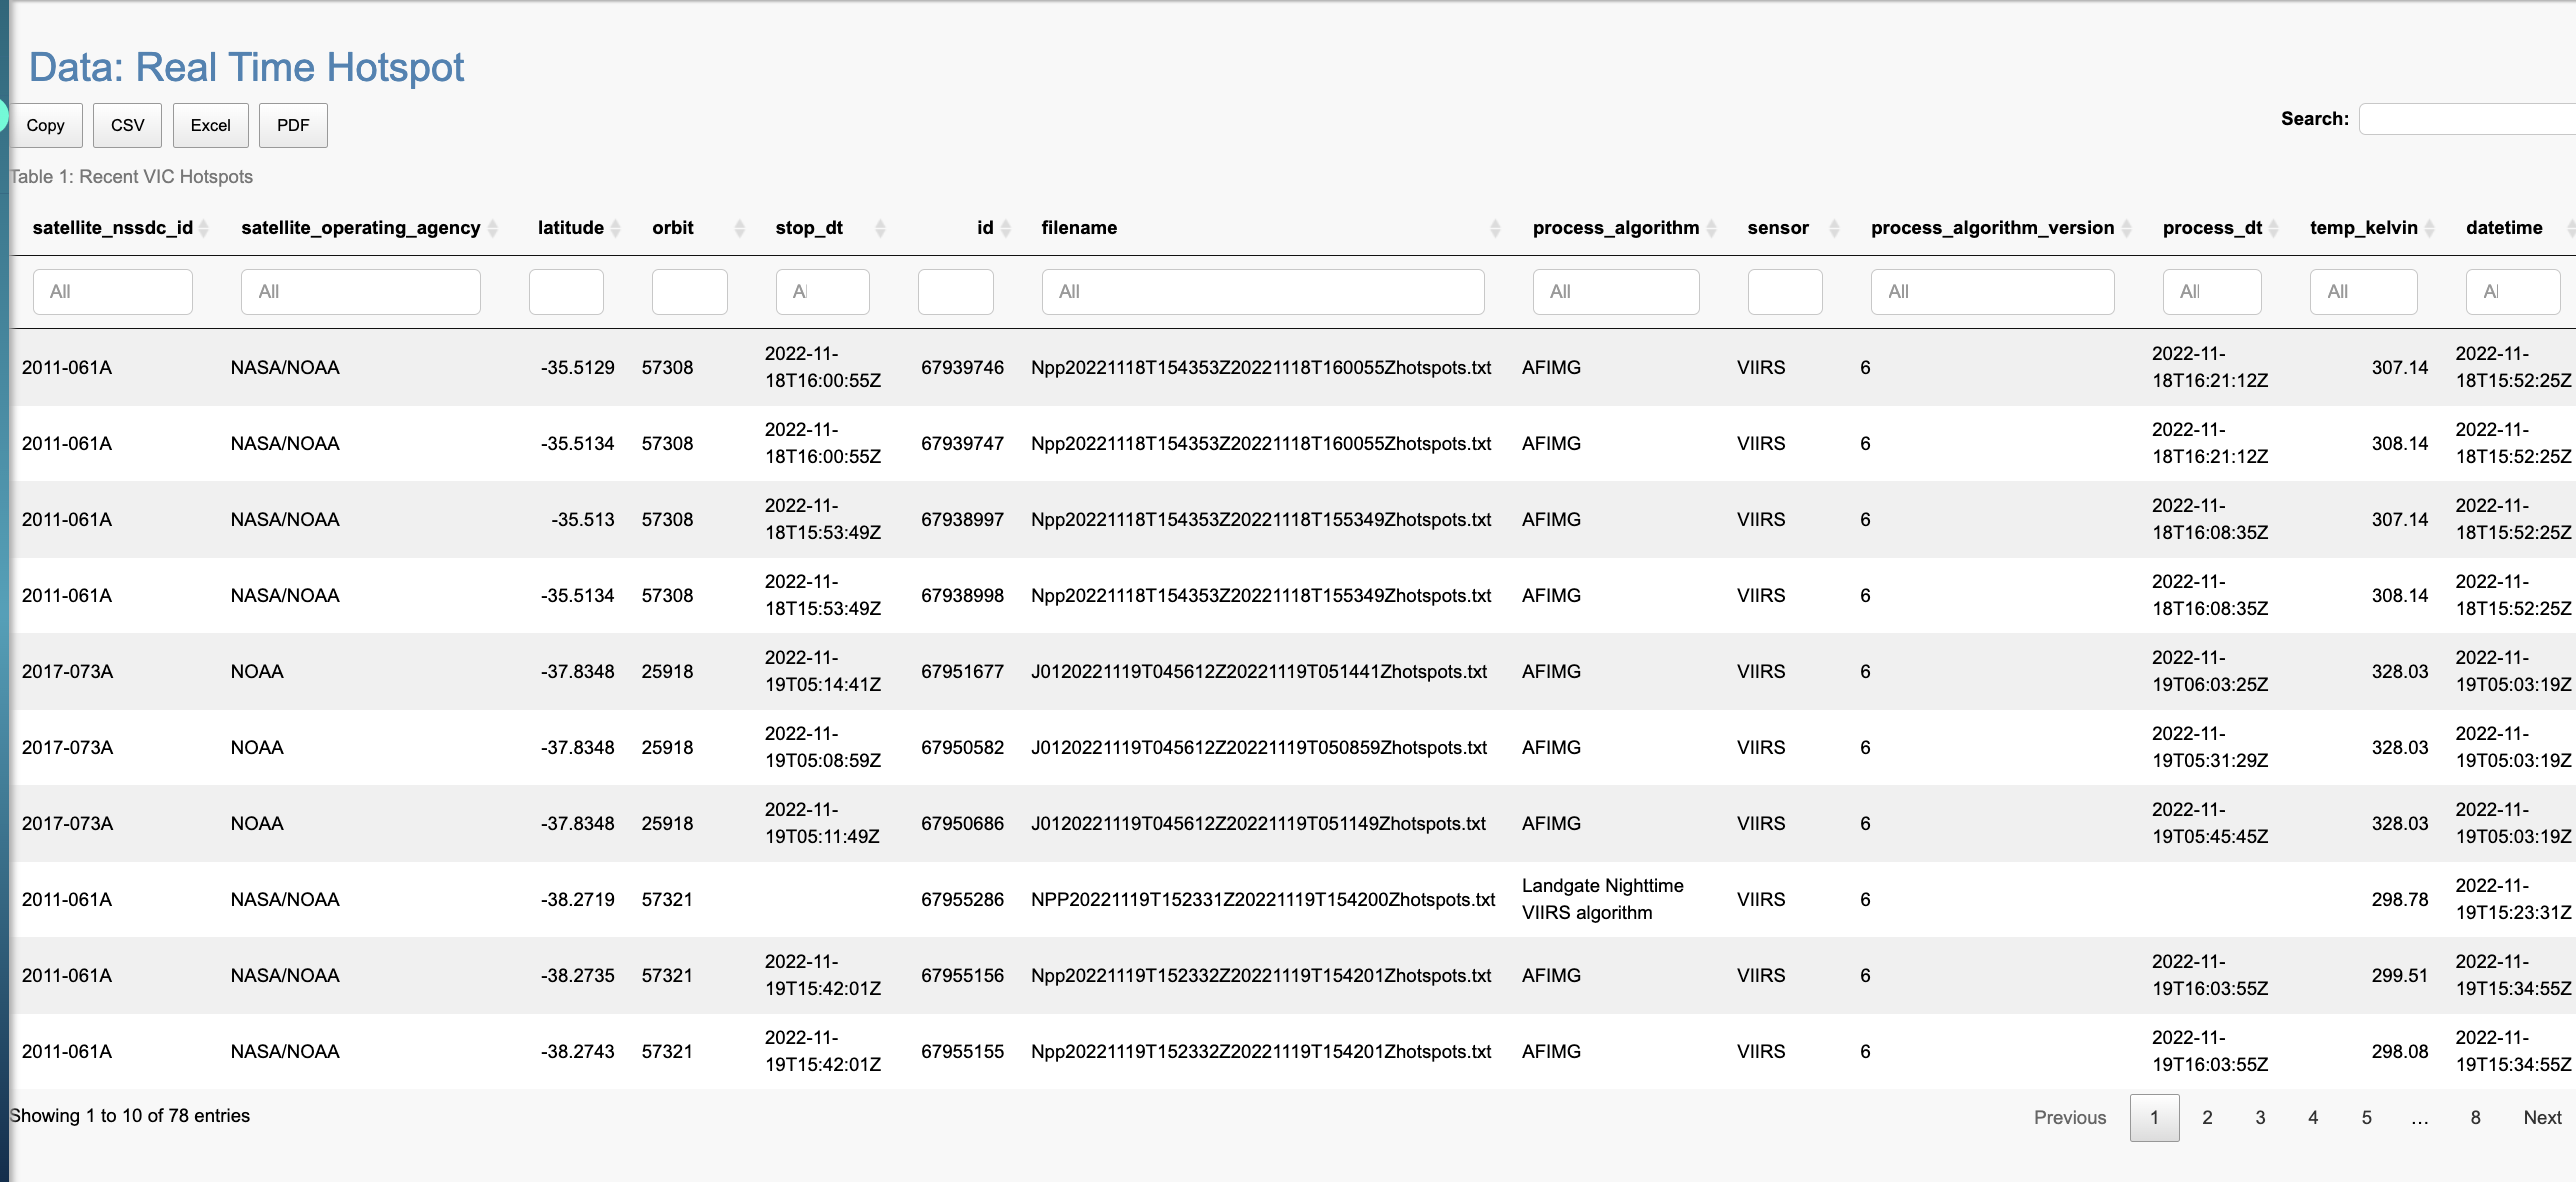 Data: Real Time Hotspot
Copy CSV Excel PDF Search:
Table 1: Recent VIC Hotspots
satellite_nssdc_id satellite_operating_agency latitude orbit stop_dt id filename process_algorithm sensor process_algorithm_version process_dt temp_kelvin datetime
All All All All All All All All All
2011-061A NASA/NOAA -35.5129 57308 2022-11-18T16:00:55Z 67939746 Npp20221118T154353Z20221118T160055Zhotspots.txt AFIMG VIIRS 6 2022-11-18T16:21:12Z 307.14 2022-11-18T15:52:25Z
2011-061A NASA/NOAA -35.5134 57308 2022-11-18T16:00:55Z 67939747 Npp20221118T154353Z20221118T160055Zhotspots.txt AFIMG VIIRS 6 2022-11-18T16:21:12Z 308.14 2022-11-18T15:52:25Z
2011-061A NASA/NOAA -35.513 57308 2022-11-18T15:53:49Z 67938997 Npp20221118T154353Z20221118T155349Zhotspots.txt AFIMG VIIRS 6 2022-11-18T16:08:35Z 307.14 2022-11-18T15:52:25Z
2011-061A NASA/NOAA -35.5134 57308 2022-11-18T15:53:49Z 67938998 Npp20221118T154353Z20221118T155349Zhotspots.txt AFIMG VIIRS 6 2022-11-18T16:08:35Z 308.14 2022-11-18T15:52:25Z
2017-073A NOAA -37.8348 25918 2022-11-19T05:14:41Z 67951677 J0120221119T045612Z20221119T051441Zhotspots.txt AFIMG VIIRS 6 2022-11-19T06:03:25Z 328.03 2022-11-19T05:03:19Z
2017-073A NOAA -37.8348 25918 2022-11-19T05:08:59Z 67950582 J0120221119T045612Z20221119T050859Zhotspots.txt AFIMG VIIRS 6 2022-11-19T05:31:29Z 328.03 2022-11-19T05:03:19Z
2017-073A NOAA -37.8348 25918 2022-11-19T05:11:49Z 67950686 J0120221119T045612Z20221119T051149Zhotspots.txt AFIMG VIIRS 6 2022-11-19T05:45:45Z 328.03 2022-11-19T05:03:19Z
2011-061A NASA/NOAA -38.2719 57321 67955286 NPP20221119T152331Z20221119T154200Zhotspots.txt Landgate Nighttime VIIRS algorithm VIIRS 6 298.78 2022-11-19T15:23:31Z
2011-061A NASA/NOAA -38.2735 57321 2022-11-19T15:42:01Z 67955156 Npp20221119T152332Z20221119T154201Zhotspots.txt AFIMG VIIRS 6 2022-11-19T16:03:55Z 299.51 2022-11-19T15:34:55Z
2011-061A NASA/NOAA -38.2743 57321 2022-11-19T15:42:01Z 67955155 Npp20221119T152332Z20221119T154201Zhotspots.txt AFIMG VIIRS 6 2022-11-19T16:03:55Z 298.08 2022-11-19T15:34:55Z
Showing 1 to 10 of 78 entries Previous 1 2 3 4 5 … 8 Next